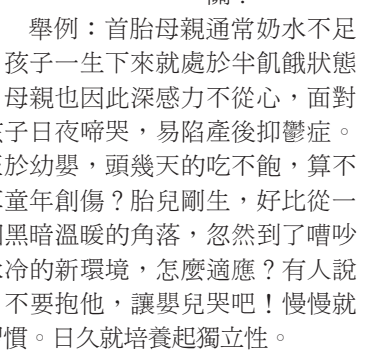 舉例：首胎母親通常奶水不足
，孩子一生下來就處於半飢餓狀態
，母親也因此深感力不從心，面對
孩子日夜啼哭，易陷產後抑鬱症。
至於幼嬰，頭幾天的吃不飽，算不
算童年創傷？胎兒剛生，好比從一
個黑暗溫暖的角落，忽然到了嘈吵
冰冷的新環境，怎麼適應？有人說
，不要抱他，讓嬰兒哭吧！慢慢就
習慣。日久就培養起獨立性。